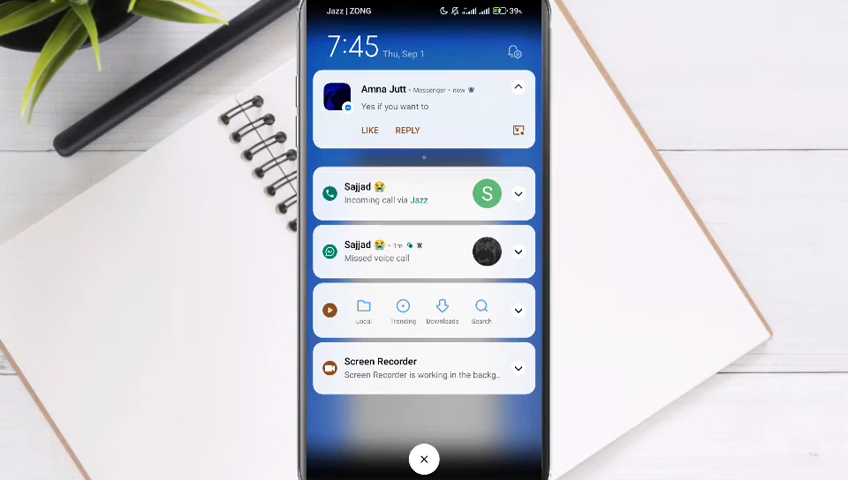 Jazz | ZONG 39%
7:45 Thu, Sep 1
Amna Jutt • Messenger • now
Yes if you want to
LIKE REPLY
Sajjad 😭
Incoming call via Jazz
S
Sajjad 😭 • 1m
Missed voice call
Local Trending Downloads Search
Screen Recorder
Screen Recorder is working in the backg..